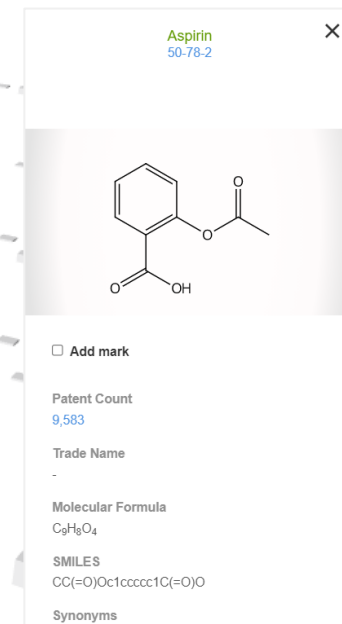 Aspirin
50-78-2
O
O
O
OH
Add mark
Patent Count
9,583
Trade Name
-
Molecular Formula
C₉H₈O₄
SMILES
CC(=O)Oc1ccccc1C(=O)O
Synonyms